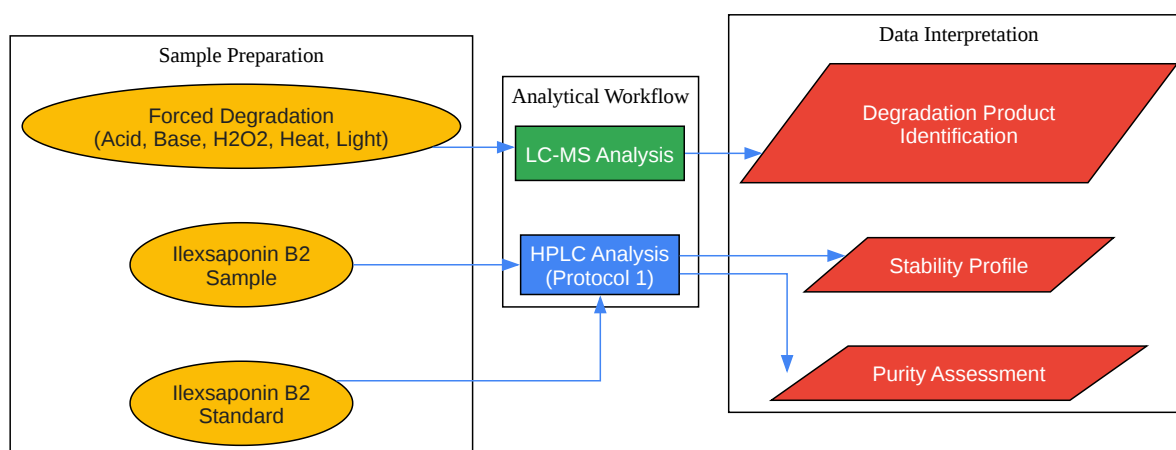 Sample Preparation
Forced Degradation
(Acid, Base, H2O2, Heat, Light)
Ilexsaponin B2
Sample
Ilexsaponin B2
Standard
Analytical Workflow
LC-MS Analysis
HPLC Analysis
(Protocol 1)
Data Interpretation
Degradation Product
Identification
Stability Profile
Purity Assessment